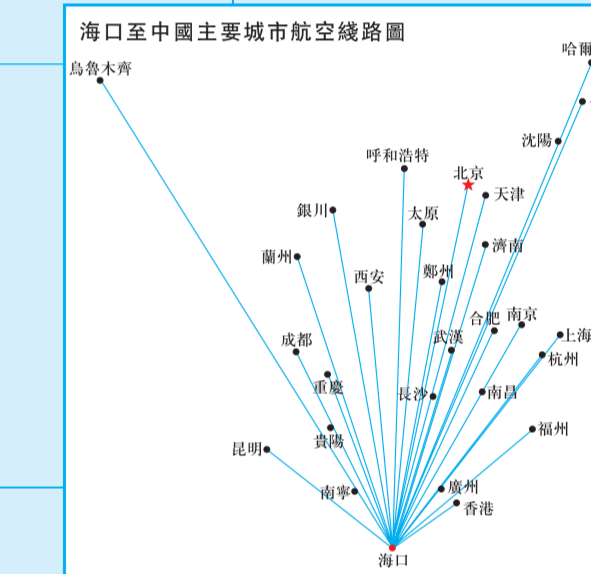 海口至中國主要城市航空綫路圖
哈爾
烏魯木齊
沈陽
呼和浩特
北京
天津
銀川
太原
濟南
蘭州
西安
鄭州
合肥
南京
上海
成都
武漢
杭州
重慶
長沙
南昌
貴陽
福州
昆明
南寧
廣州
香港
海口